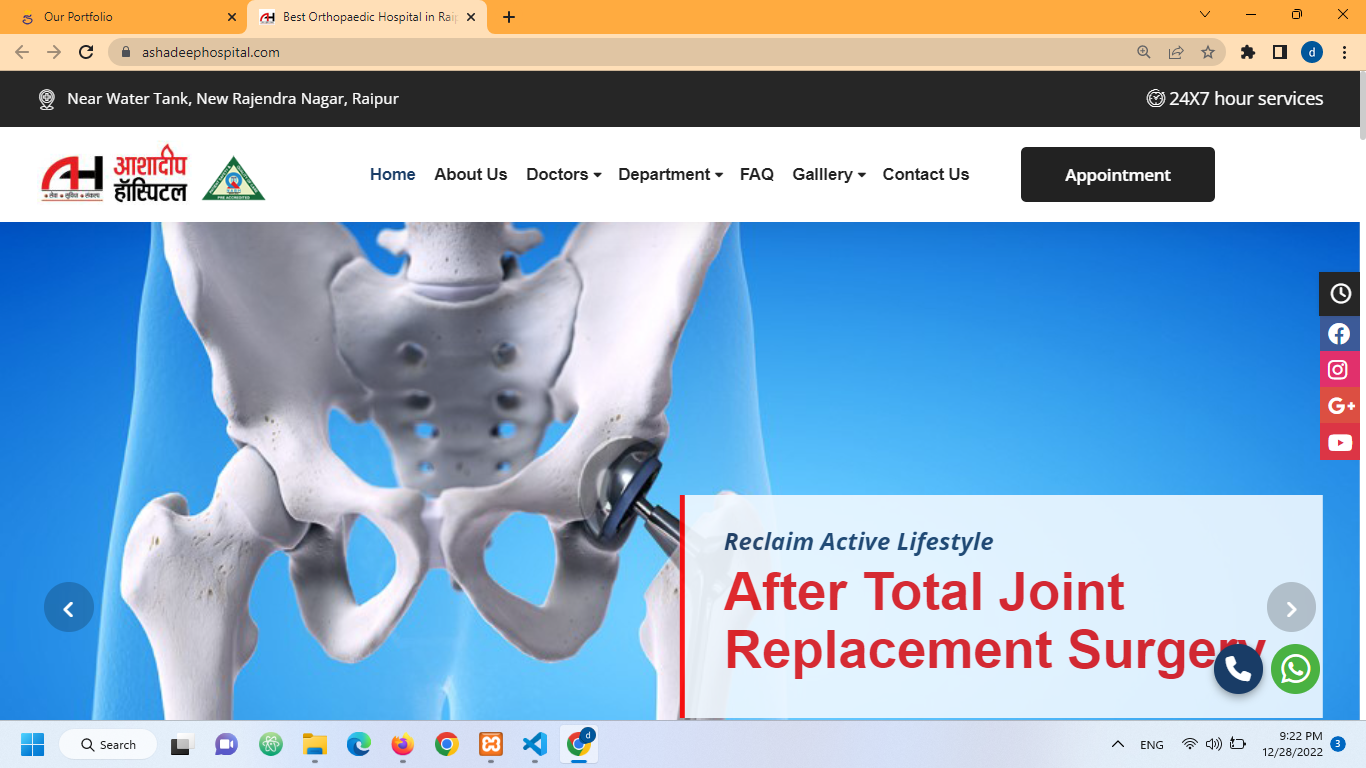 Our Portfolio
Best Orthopaedic Hospital in Raip
ashadeephospital.com
d
Near Water Tank, New Rajendra Nagar, Raipur
24X7 hour services
AH
आशादीप
हॉस्पिटल
Home About Us Doctors Department FAQ Galllery Contact Us
Appointment
G+
Reclaim Active Lifestyle
After Total Joint
Replacement Surgery
Search
d
ENG
9:22 PM
12/28/2022
3